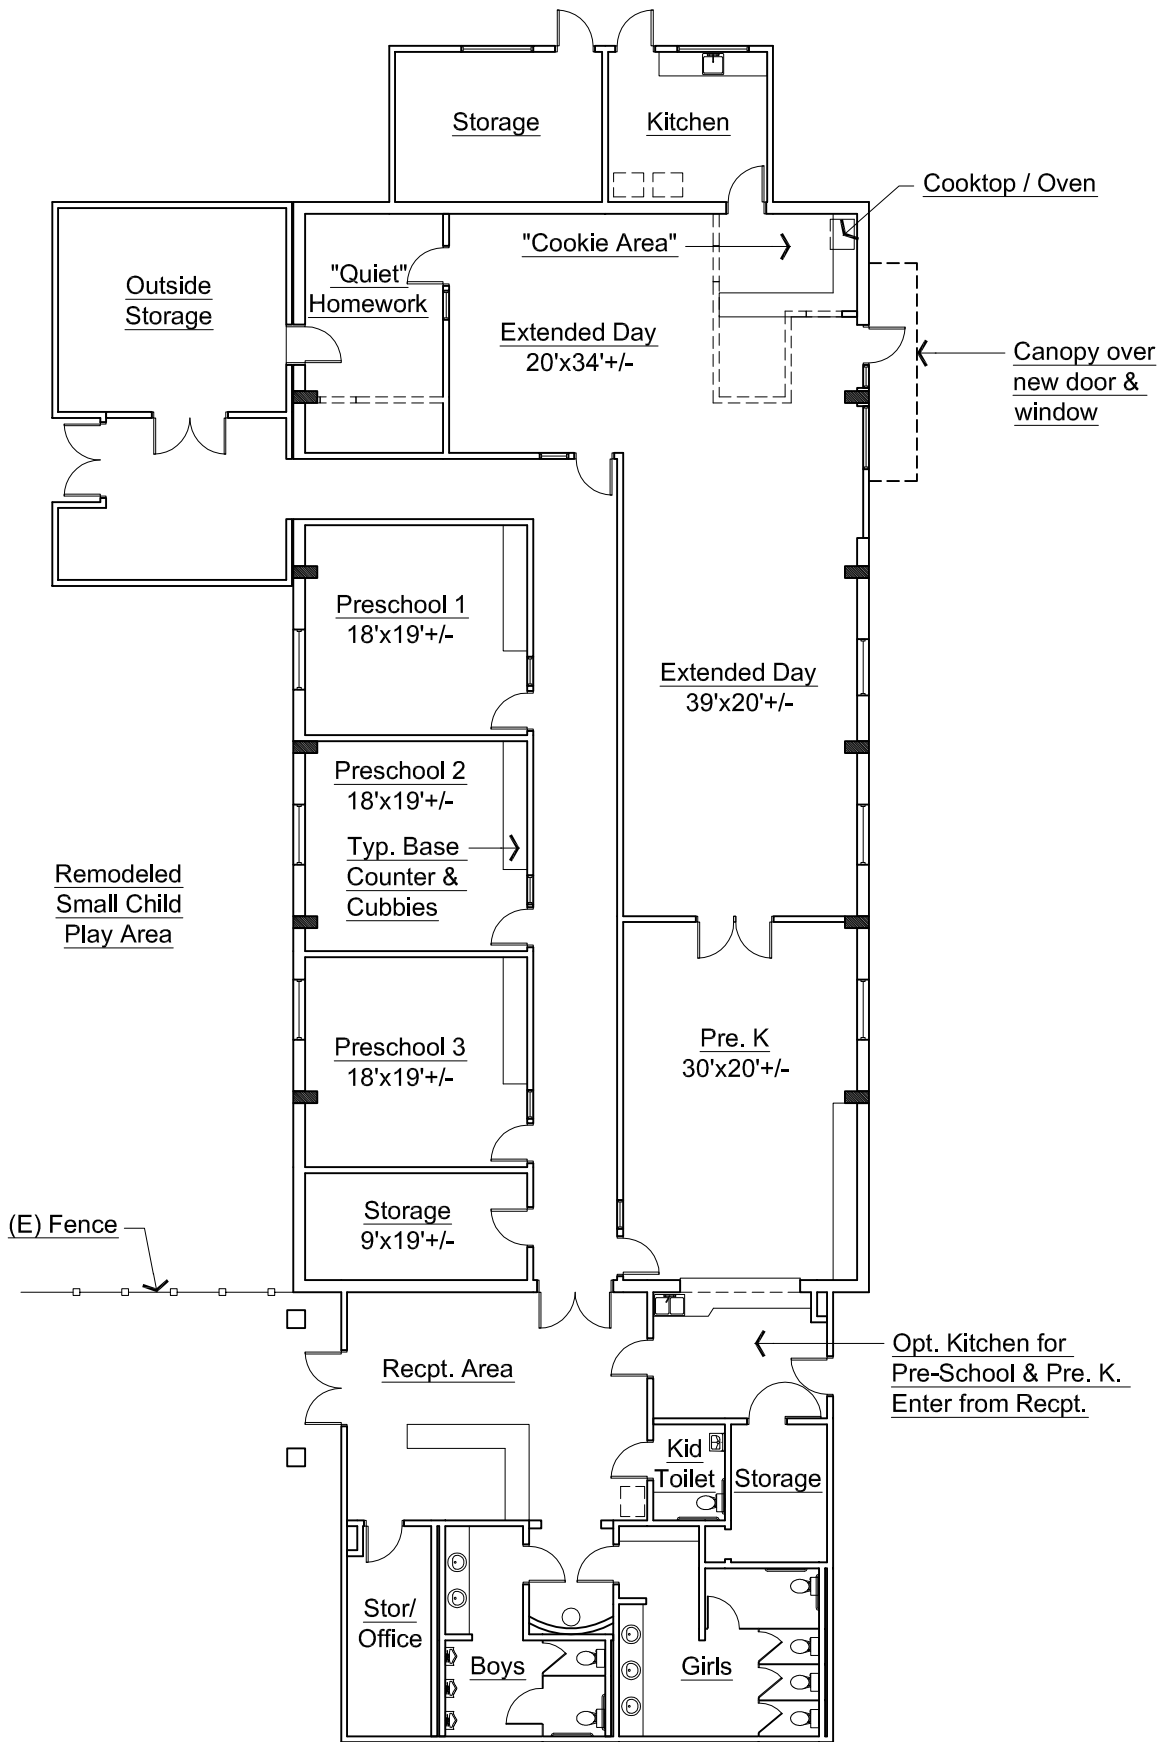 Storage
Kitchen
Cooktop / Oven
"Cookie Area"
Outside
Storage
"Quiet"
Homework
Extended Day
20'x34'+/-
Canopy over
new door &
window
Preschool 1
18'x19'+/-
Extended Day
39'x20'+/-
Preschool 2
18'x19'+/-
Typ. Base
Counter &
Cubbies
Remodeled
Small Child
Play Area
Preschool 3
18'x19'+/-
Pre. K
30'x20'+/-
Storage
9'x19'+/-
(E) Fence
Recpt. Area
Opt. Kitchen for
Pre-School & Pre. K.
Enter from Recpt.
Kid
Toilet
Storage
Stor/
Office
Boys
Girls